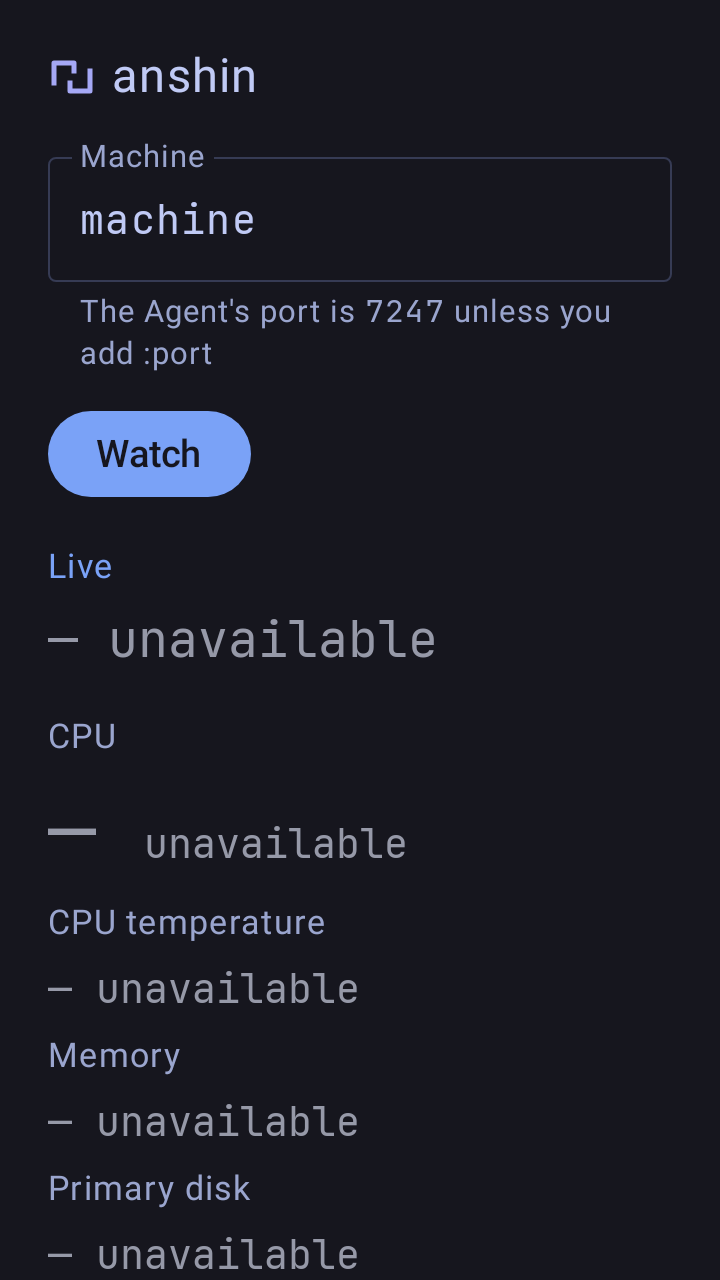 anshin
Machine
machine
The Agent's port is 7247 unless you
add :port
Watch
Live
— unavailable
CPU
— unavailable
CPU temperature
— unavailable
Memory
— unavailable
Primary disk
— unavailable